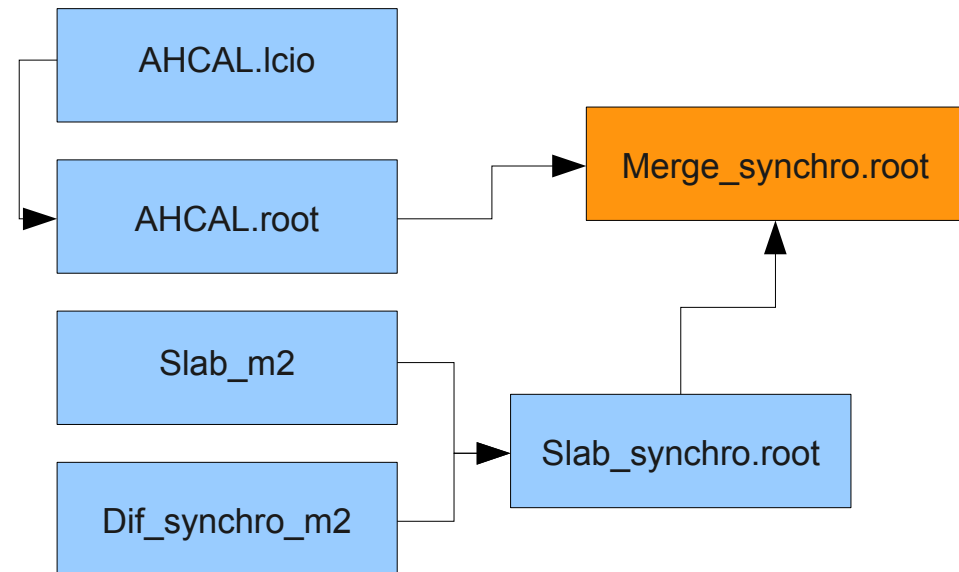 AHCAL.lcio
Merge_synchro.root
AHCAL.root
Slab_m2
Slab_synchro.root
Dif_synchro_m2